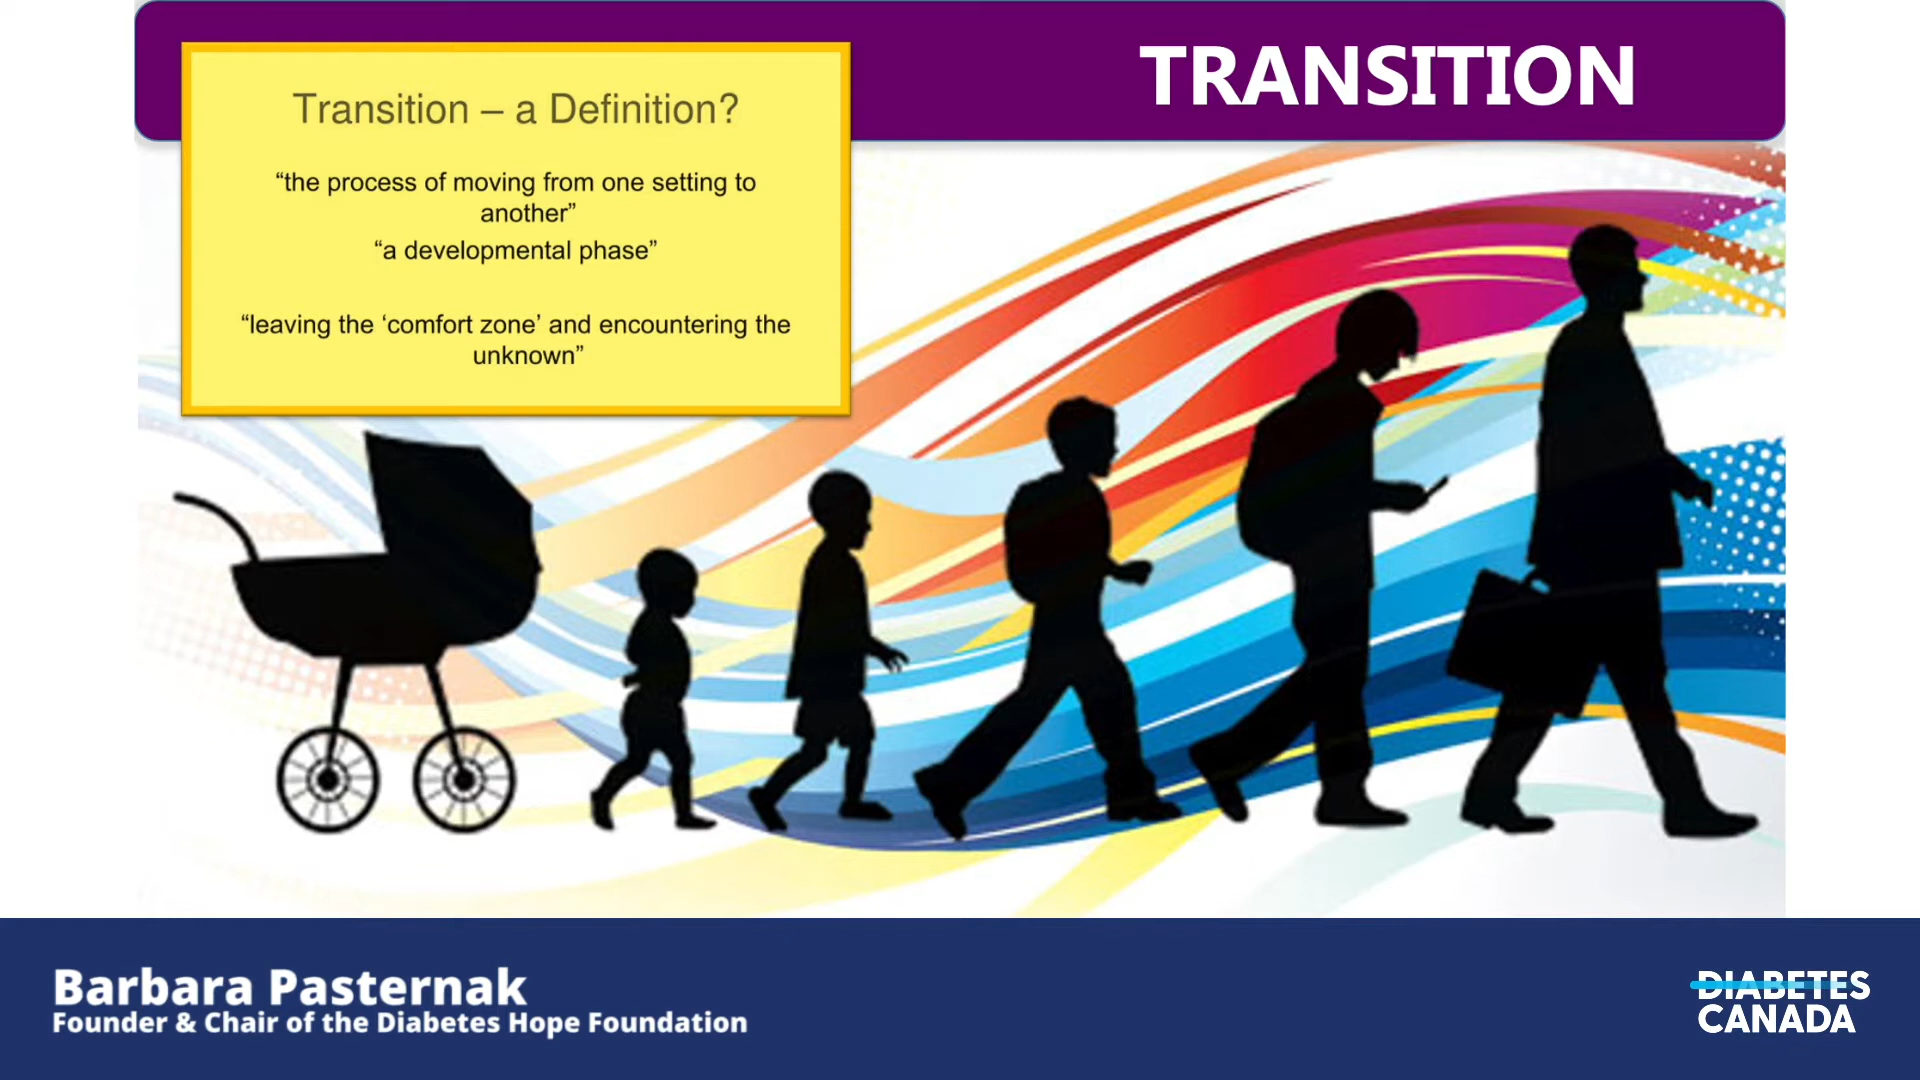 TRANSITION
Transition – a Definition?
“the process of moving from one setting to
another”
“a developmental phase”
“leaving the ‘comfort zone’ and encountering the
unknown”
Barbara Pasternak
Founder & Chair of the Diabetes Hope Foundation
DIABETES
CANADA